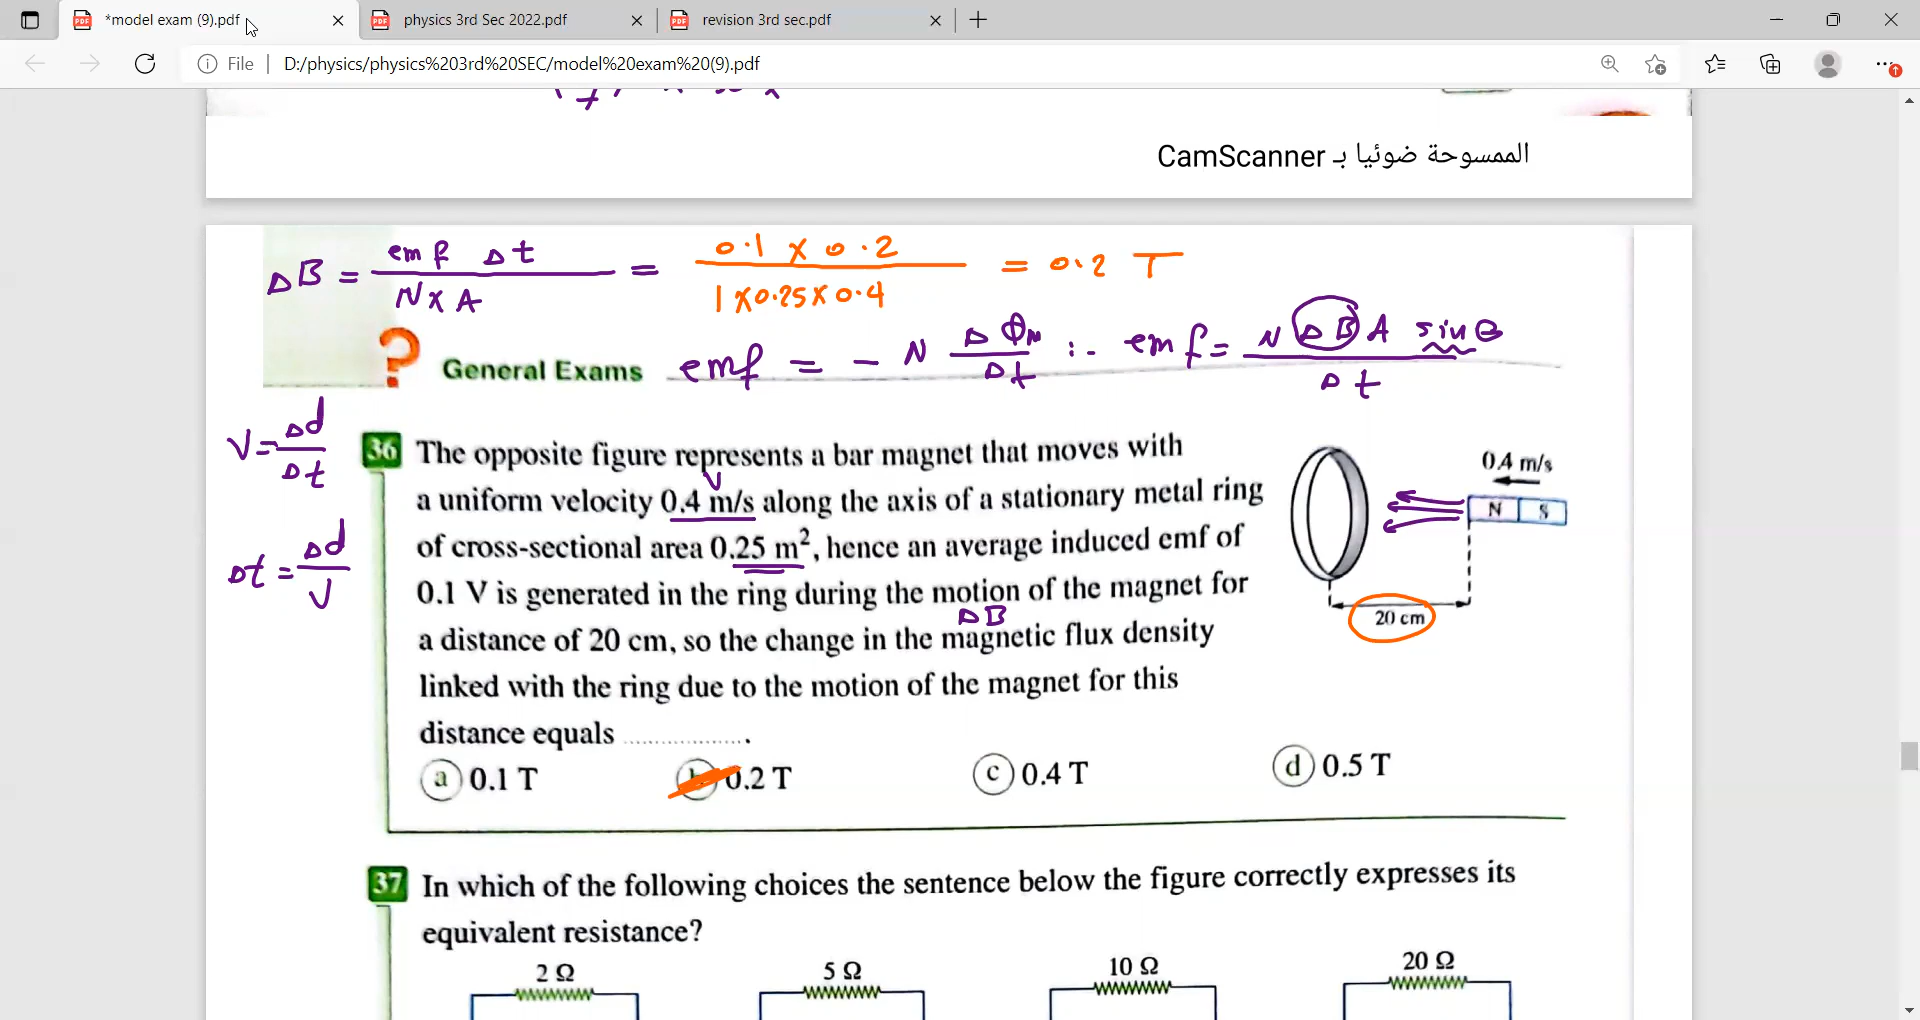 *model exam (9).pdf
physics 3rd Sec 2022.pdf
revision 3rd sec.pdf
File
D:/physics/physics%203rd%20SEC/model%20exam%20(9).pdf
الممسوحة ضوئيا بـ CamScanner
ΔB = emf Δt / N x A = 0.1 x 0.2 / 1 x 0.25 x 0.4 = 0.2 T
General Exams
emf = - N Δφm / Δt :- emf = N ΔB A sinθ / Δt
V = Δd / Δt
Δt = Δd / V
36 The opposite figure represents a bar magnet that moves with
V
a uniform velocity 0.4 m/s along the axis of a stationary metal ring
of cross-sectional area 0.25 m², hence an average induced emf of
0.1 V is generated in the ring during the motion of the magnet for
ΔB
a distance of 20 cm, so the change in the magnetic flux density
linked with the ring due to the motion of the magnet for this
distance equals ..................
0.4 m/s
N S
20 cm
a 0.1 T
b 0.2 T
c 0.4 T
d 0.5 T
37 In which of the following choices the sentence below the figure correctly expresses its
equivalent resistance?
2 Ω
5 Ω
10 Ω
20 Ω